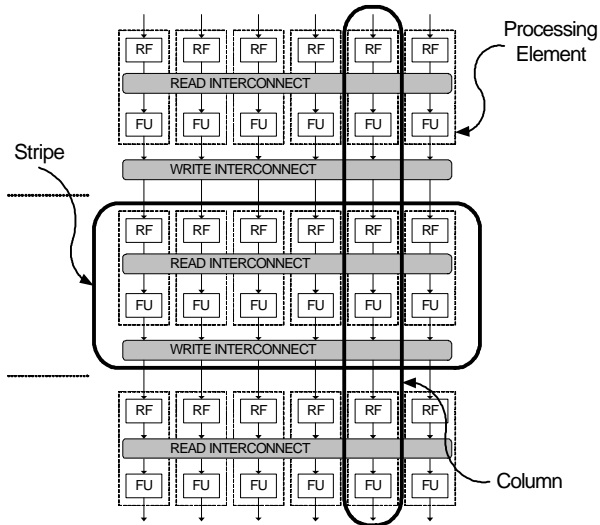 RF RF RF RF RF RF
Processing
Element
READ INTERCONNECT
FU FU FU FU FU FU
Stripe
WRITE INTERCONNECT
RF RF RF RF RF RF
READ INTERCONNECT
FU FU FU FU FU FU
WRITE INTERCONNECT
RF RF RF RF RF RF
READ INTERCONNECT
FU FU FU FU FU FU
Column